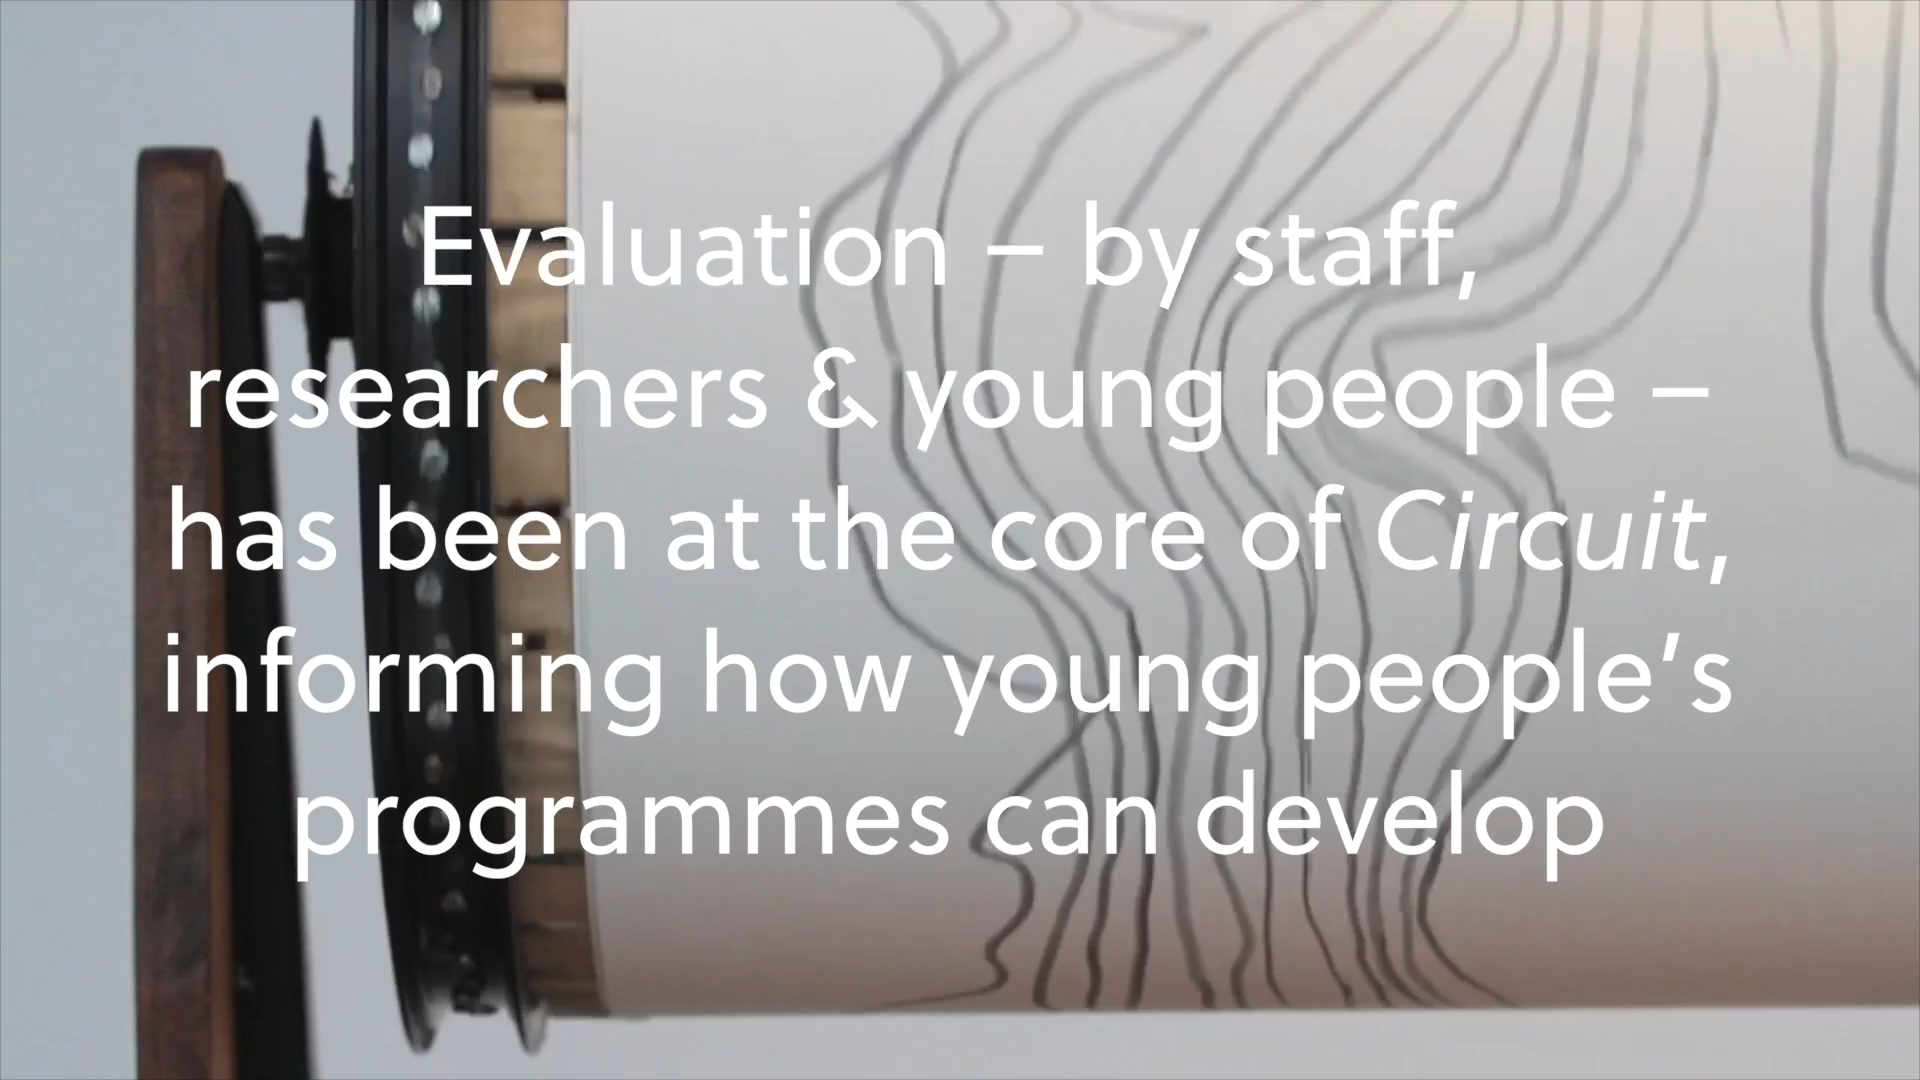 Evaluation – by staff,
researchers & young people –
has been at the core of Circuit,
informing how young people’s
programmes can develop